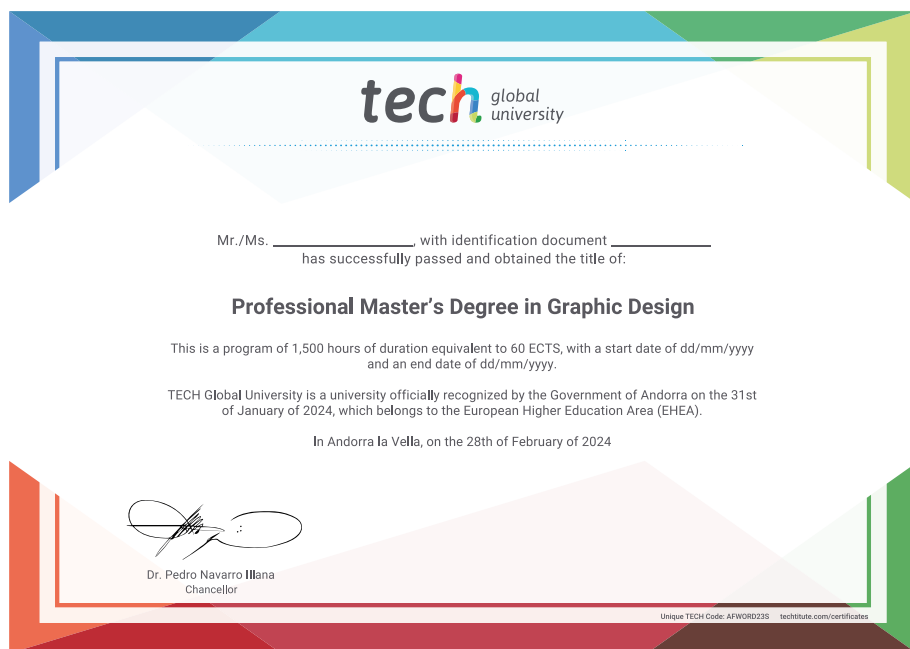 tech global university
Mr./Ms. ____________________, with identification document ______________
has successfully passed and obtained the title of:
Professional Master's Degree in Graphic Design
This is a program of 1,500 hours of duration equivalent to 60 ECTS, with a start date of dd/mm/yyyy
and an end date of dd/mm/yyyy.
TECH Global University is a university officially recognized by the Government of Andorra on the 31st
of January of 2024, which belongs to the European Higher Education Area (EHEA).
In Andorra la Vella, on the 28th of February of 2024
Dr. Pedro Navarro Illana
Chancellor
Unique TECH Code: AFWORD23S techtitute.com/certificates